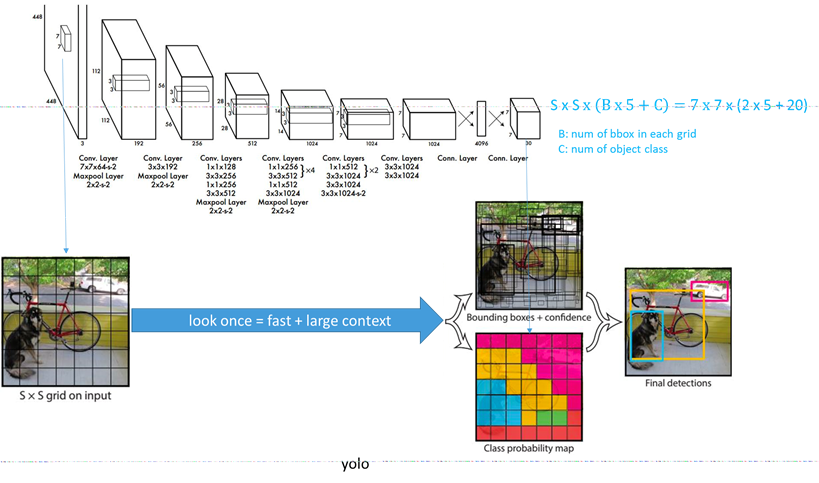 448
7
7
448
3
112
3
3
112
192
56
3
3
56
256
28
3
3
28
512
14
3
3
14
1024
7
3
3
7
1024
7
7
1024
4096
7
7
30
S x S x (B x 5 + C) = 7 x 7 x (2 x 5 + 20)
B: num of bbox in each grid
C: num of object class
Conv. Layer
7x7x64-s-2
Maxpool Layer
2x2-s-2
Conv. Layer
3x3x192
Maxpool Layer
2x2-s-2
Conv. Layers
1x1x128
3x3x256
1x1x256
3x3x512
Maxpool Layer
2x2-s-2
Conv. Layers
1x1x256
3x3x512
}×4
1x1x512
3x3x1024
Maxpool Layer
2x2-s-2
Conv. Layers
1x1x512
3x3x1024
}×2
3x3x1024
3x3x1024-s-2
Conv. Layers
3x3x1024
3x3x1024
Conn. Layer
Conn. Layer
S × S grid on input
look once = fast + large context
Bounding boxes + confidence
Class probability map
Final detections
yolo